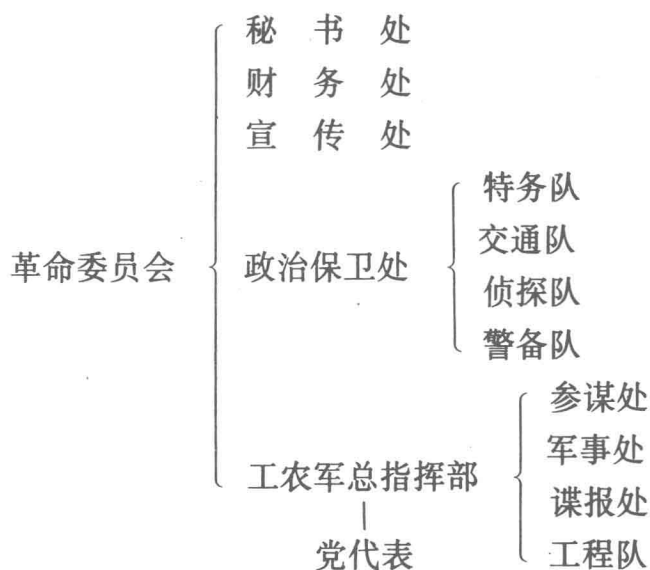 秘书处
财务处
宣传处
特务队
交通队
革命委员会 政治保卫处 侦探队
警备队
参谋处
军事处
工农军总指挥部
谍报处
党代表 工程队